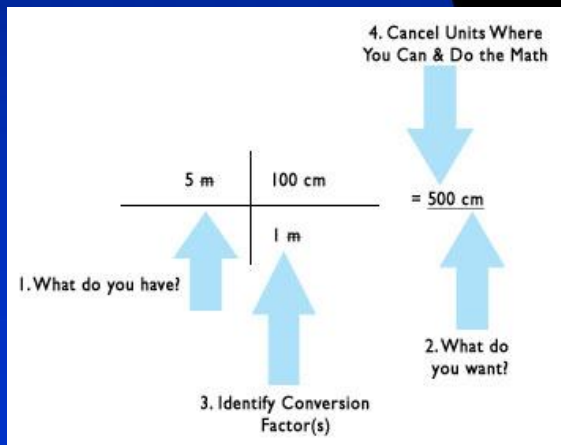 4. Cancel Units Where
You Can & Do the Math
5 m
100 cm
= 500 cm
1 m
1. What do you have?
2. What do
you want?
3. Identify Conversion
Factor(s)